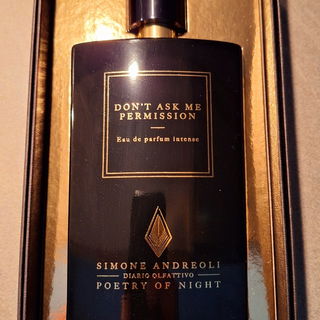 DON'T ASK ME
PERMISSION
Eau de parfum intense
SIMONE ANDREOLI
DIARIO OLFATTIVO
POETRY OF NIGHT